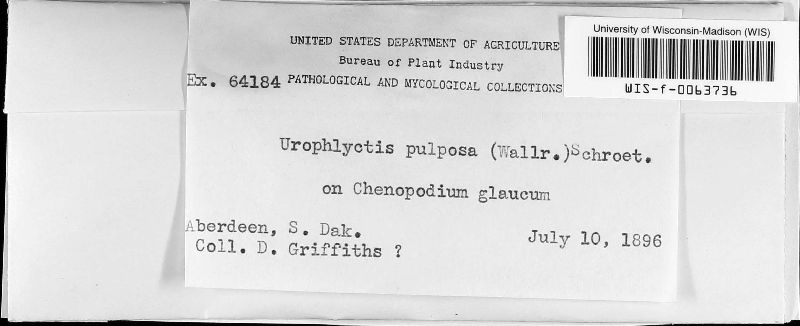 UNITED STATES DEPARTMENT OF AGRICULTURE
Bureau of Plant Industry
Ex. 64184 PATHOLOGICAL AND MYCOLOGICAL COLLECTIONS
University of Wisconsin-Madison (WIS)
WIS-f-0063736
Urophlyctis pulposa (Wallr.)Schroet.
on Chenopodium glaucum
Aberdeen, S. Dak.
July 10, 1896
Coll. D. Griffiths ?